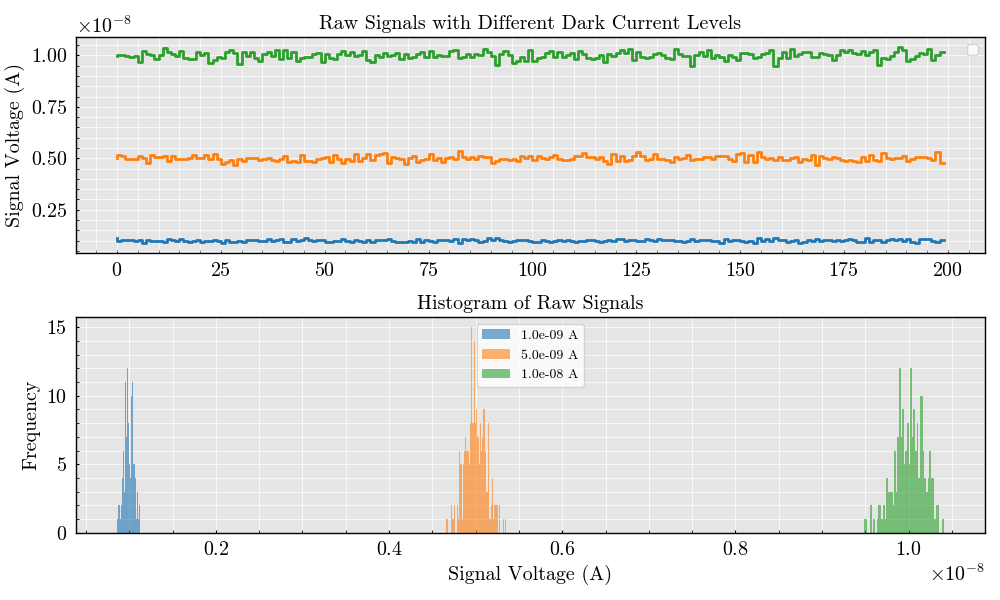 Raw Signals with Different Dark Current Levels
×10⁻⁸
Signal Voltage (A)
1.00
0.75
0.50
0.25
0 25 50 75 100 125 150 175 200
Histogram of Raw Signals
Frequency
15
10
5
0
1.0e-09 A
5.0e-09 A
1.0e-08 A
0.2 0.4 0.6 0.8 1.0
Signal Voltage (A)
×10⁻⁸